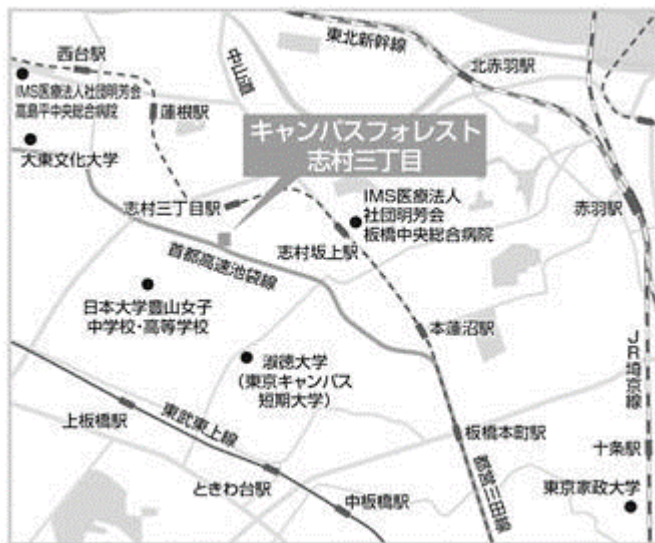 東北新幹線
西台駅
中山道
北赤羽駅
IMS医療法人社団明芳会
高島平中央総合病院
蓮根駅
キャンパスフォレスト
志村三丁目
大東文化大学
IMS医療法人
社団明芳会
板橋中央総合病院
志村三丁目駅
赤羽駅
志村坂上駅
首都高速池袋線
日本大学豊山女子
中学校・高等学校
本蓮沼駅
JR埼京線
淑徳大学
(東京キャンパス
短期大学)
上板橋駅
東武東上線
板橋本町駅
十条駅
ときわ台駅
都営三田線
中板橋駅
東京家政大学